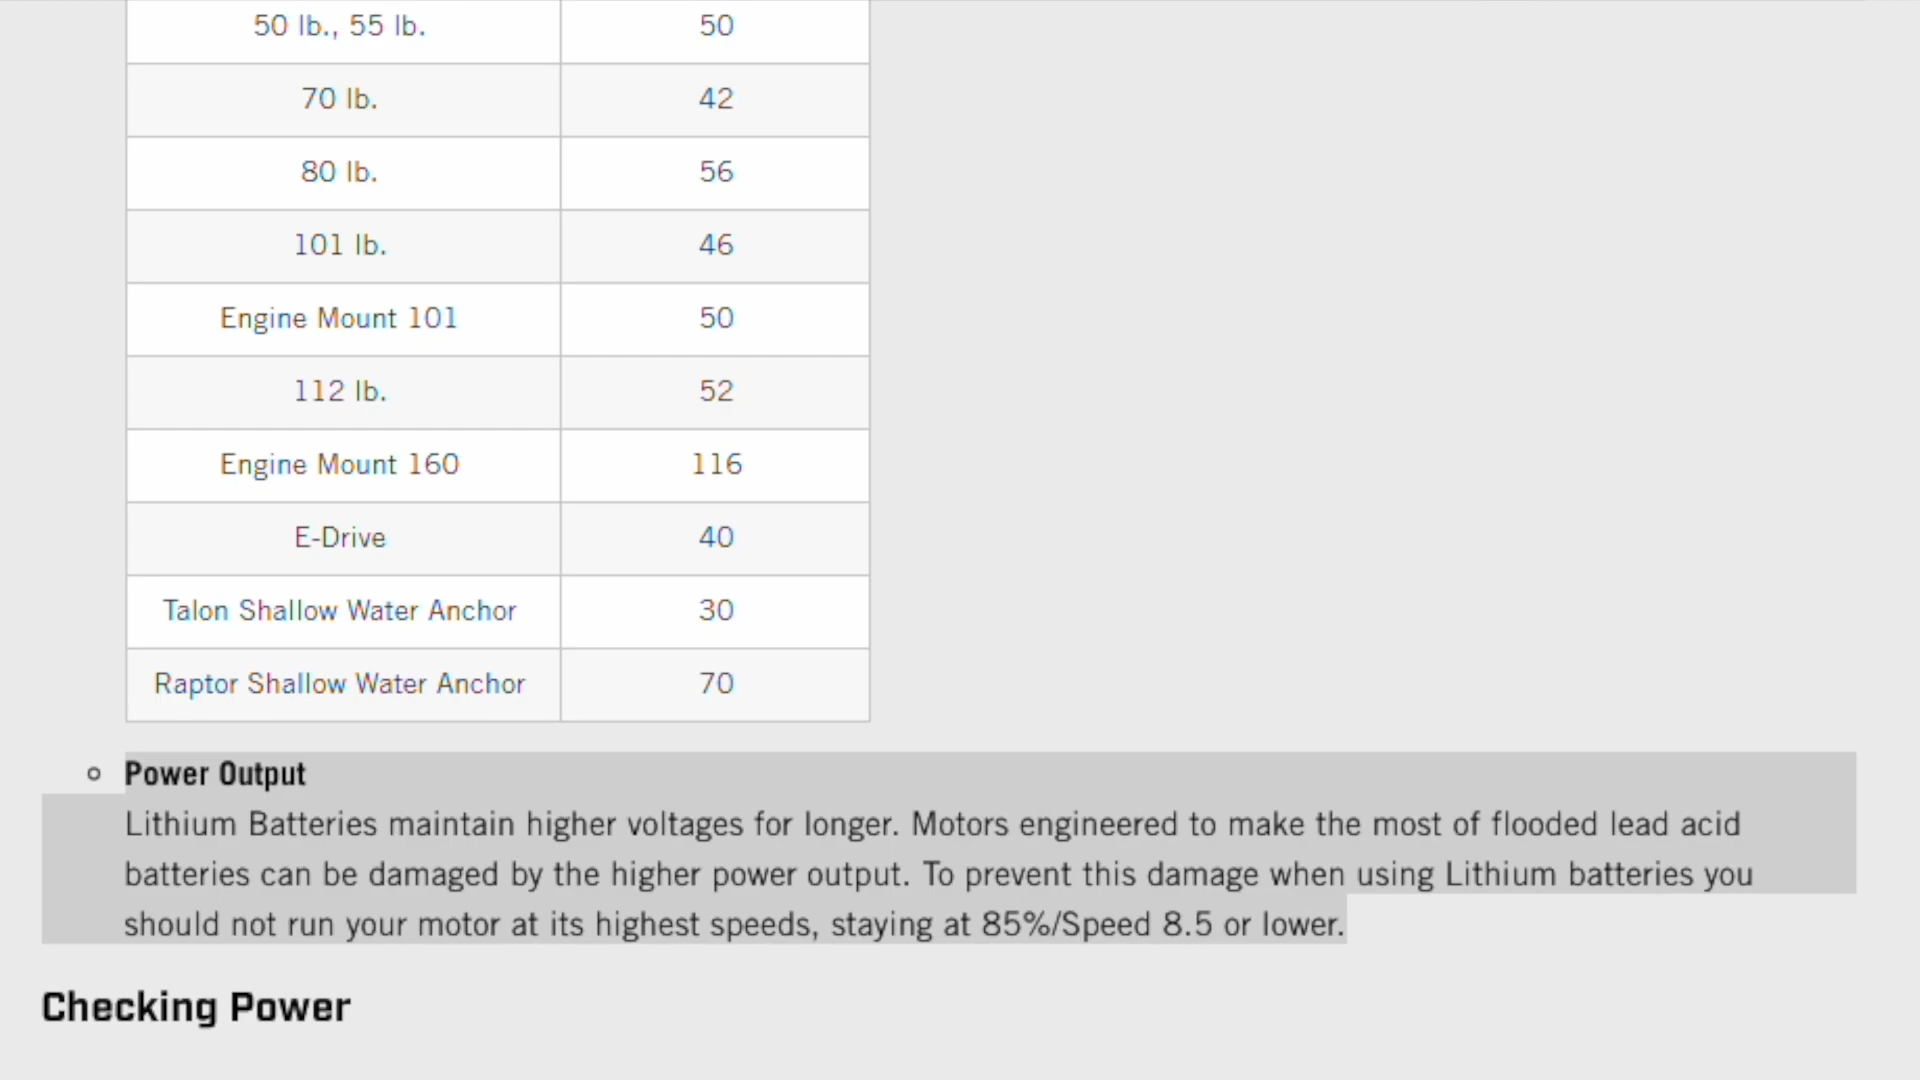 50 lb., 55 lb. 50
70 lb. 42
80 lb. 56
101 lb. 46
Engine Mount 101 50
112 lb. 52
Engine Mount 160 116
E-Drive 40
Talon Shallow Water Anchor 30
Raptor Shallow Water Anchor 70
Power Output
Lithium Batteries maintain higher voltages for longer. Motors engineered to make the most of flooded lead acid
batteries can be damaged by the higher power output. To prevent this damage when using Lithium batteries you
should not run your motor at its highest speeds, staying at 85%/Speed 8.5 or lower.
Checking Power